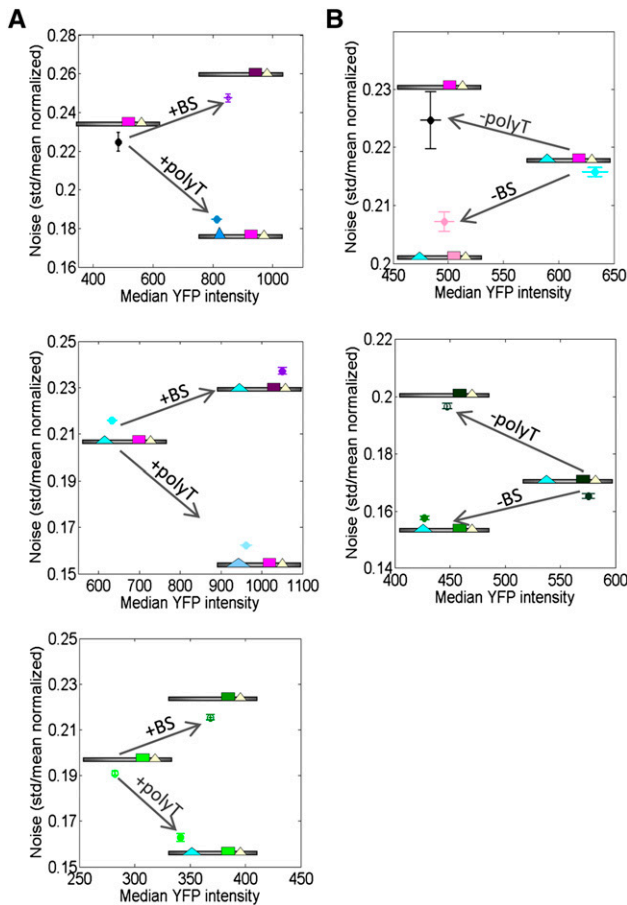 A
B
Noise (std/mean normalized)
0.28
0.26
0.24
0.22
0.2
0.18
0.16
+BS
+polyT
400 600 800 1000
Median YFP intensity
Noise (std/mean normalized)
0.23
0.22
0.21
0.2
-polyT
-BS
450 500 550 600 650
Median YFP intensity
Noise (std/mean normalized)
0.25
0.23
0.21
0.19
0.17
0.15
+BS
+polyT
600 700 800 900 1000 1100
Median YFP intensity
Noise (std/mean normalized)
0.22
0.2
0.18
0.16
0.14
-polyT
-BS
400 450 500 550 600
Median YFP intensity
Noise (std/mean normalized)
0.25
0.23
0.21
0.19
0.17
0.15
+BS
+polyT
250 300 350 400 450
Median YFP intensity